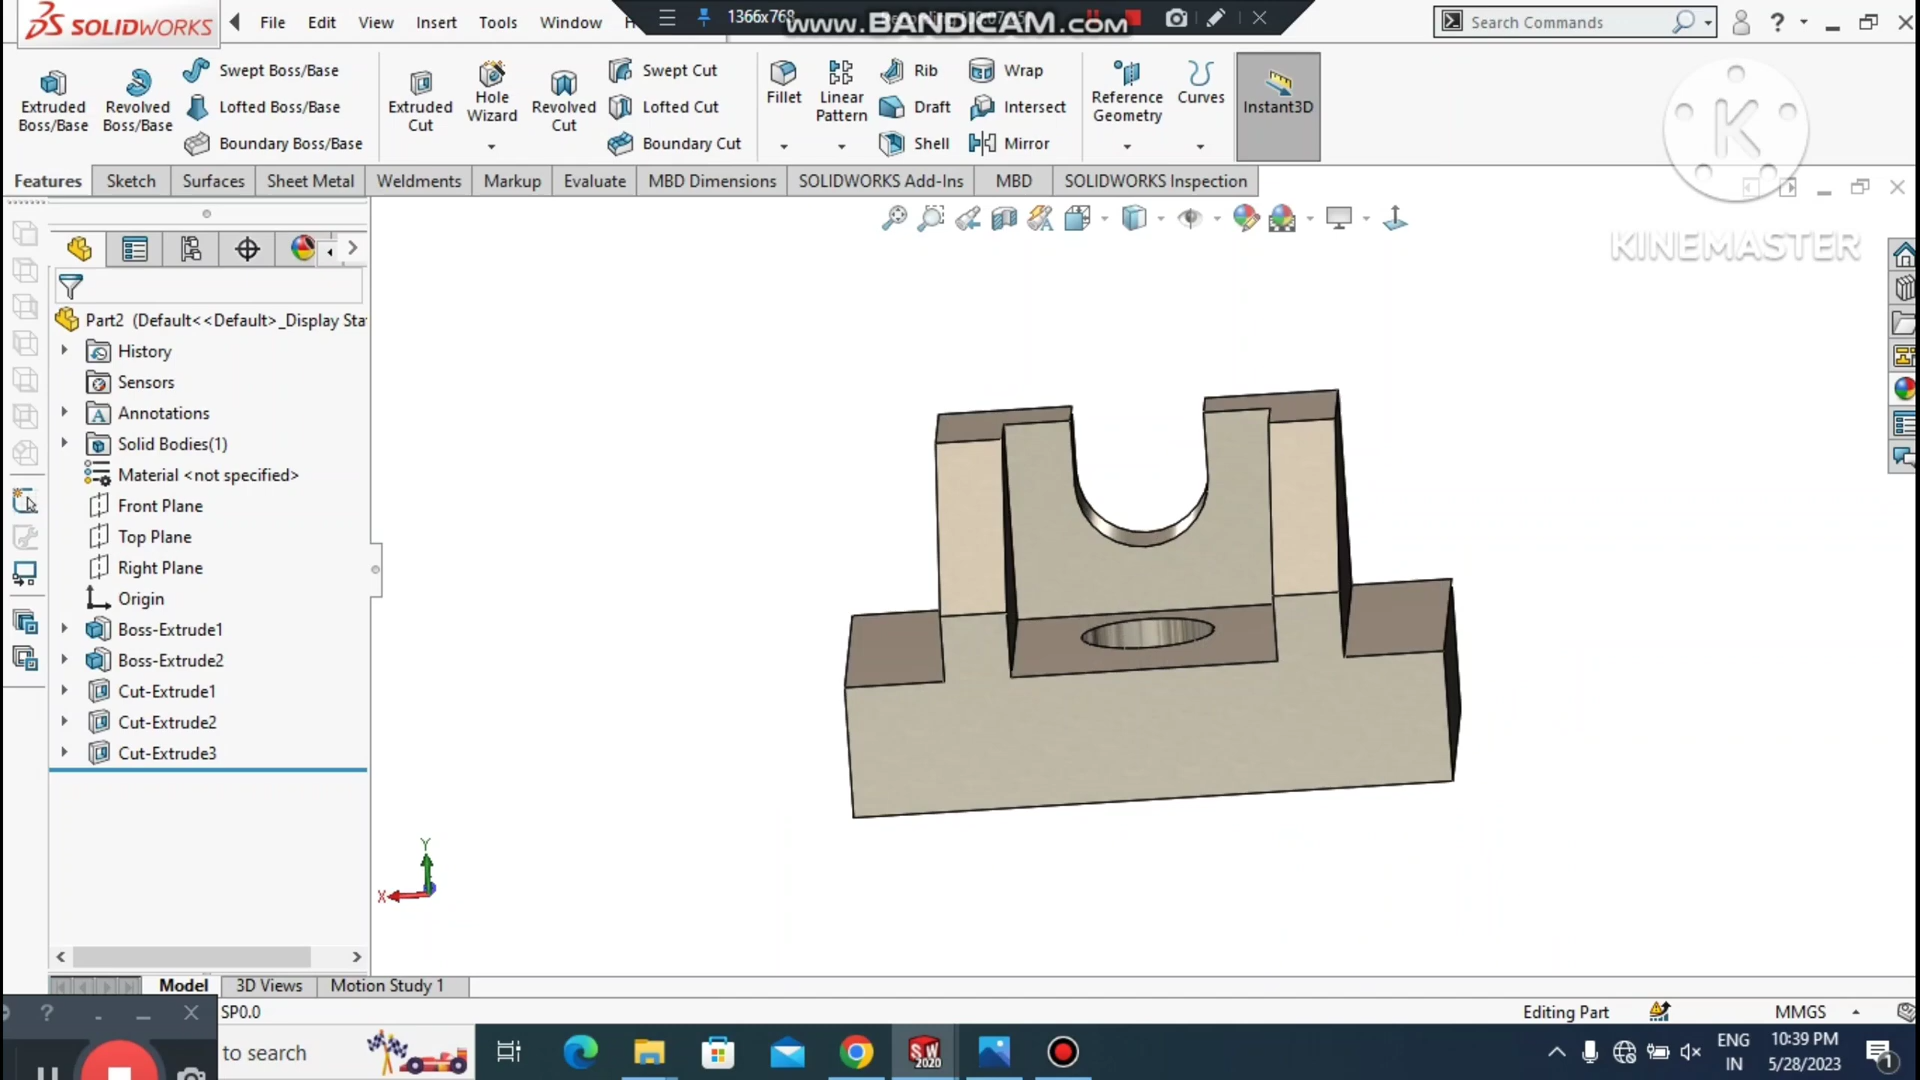 SOLIDWORKS File Edit View Insert Tools Window
1366x768
www.BANDICAM.com
Search Commands
?
Extruded Boss/Base
Revolved Boss/Base
Swept Boss/Base
Lofted Boss/Base
Boundary Boss/Base
Extruded Cut
Hole Wizard
Revolved Cut
Swept Cut
Lofted Cut
Boundary Cut
Fillet
Linear Pattern
Rib
Draft
Shell
Wrap
Intersect
Mirror
Reference Geometry
Curves
Instant3D
K
KINEMASTER
Features Sketch Surfaces Sheet Metal Weldments Markup Evaluate MBD Dimensions SOLIDWORKS Add-Ins MBD SOLIDWORKS Inspection
Part2 (Default<<Default>_Display Sta
History
Sensors
Annotations
Solid Bodies(1)
Material <not specified>
Front Plane
Top Plane
Right Plane
Origin
Boss-Extrude1
Boss-Extrude2
Cut-Extrude1
Cut-Extrude2
Cut-Extrude3
Y
X
Model 3D Views Motion Study 1
? SP0.0
Editing Part
MMGS
to search
SW 2020
ENG
IN
10:39 PM
5/28/2023
1